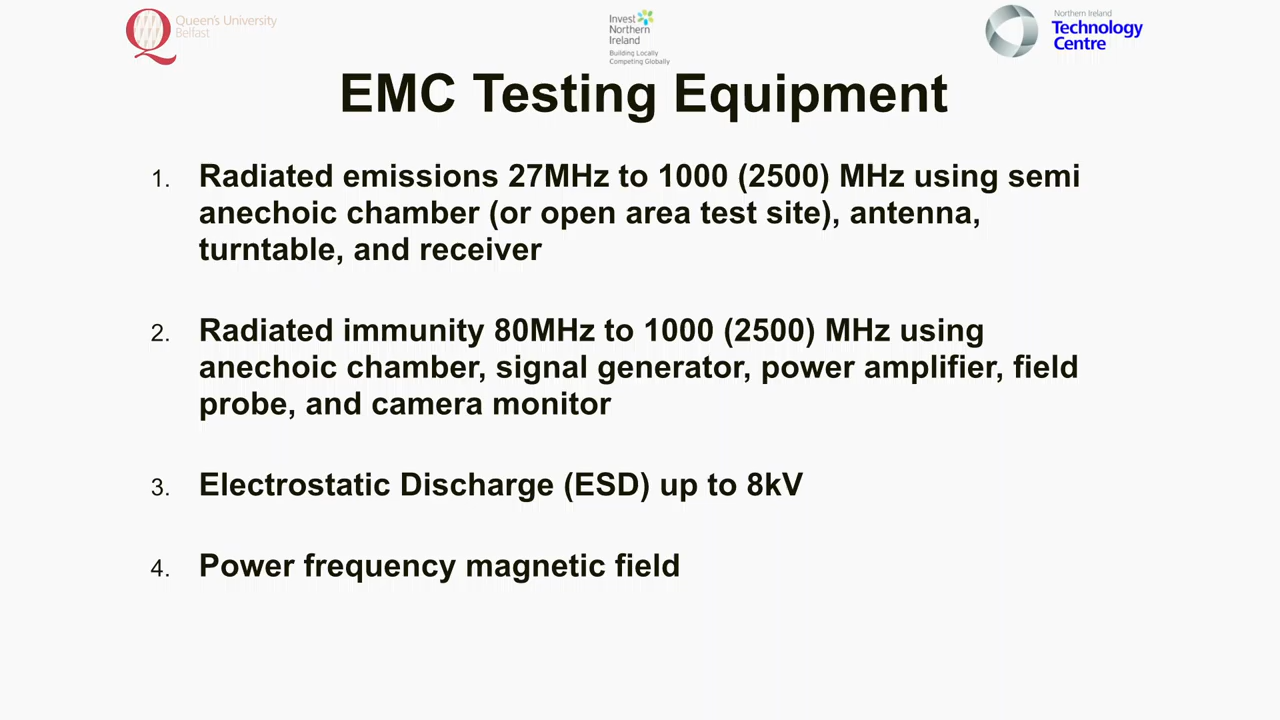 Queen's University
Belfast
Invest
Northern
Ireland
Building Locally
Competing Globally
Northern Ireland
Technology
Centre
EMC Testing Equipment
1. Radiated emissions 27MHz to 1000 (2500) MHz using semi
anechoic chamber (or open area test site), antenna,
turntable, and receiver
2. Radiated immunity 80MHz to 1000 (2500) MHz using
anechoic chamber, signal generator, power amplifier, field
probe, and camera monitor
3. Electrostatic Discharge (ESD) up to 8kV
4. Power frequency magnetic field